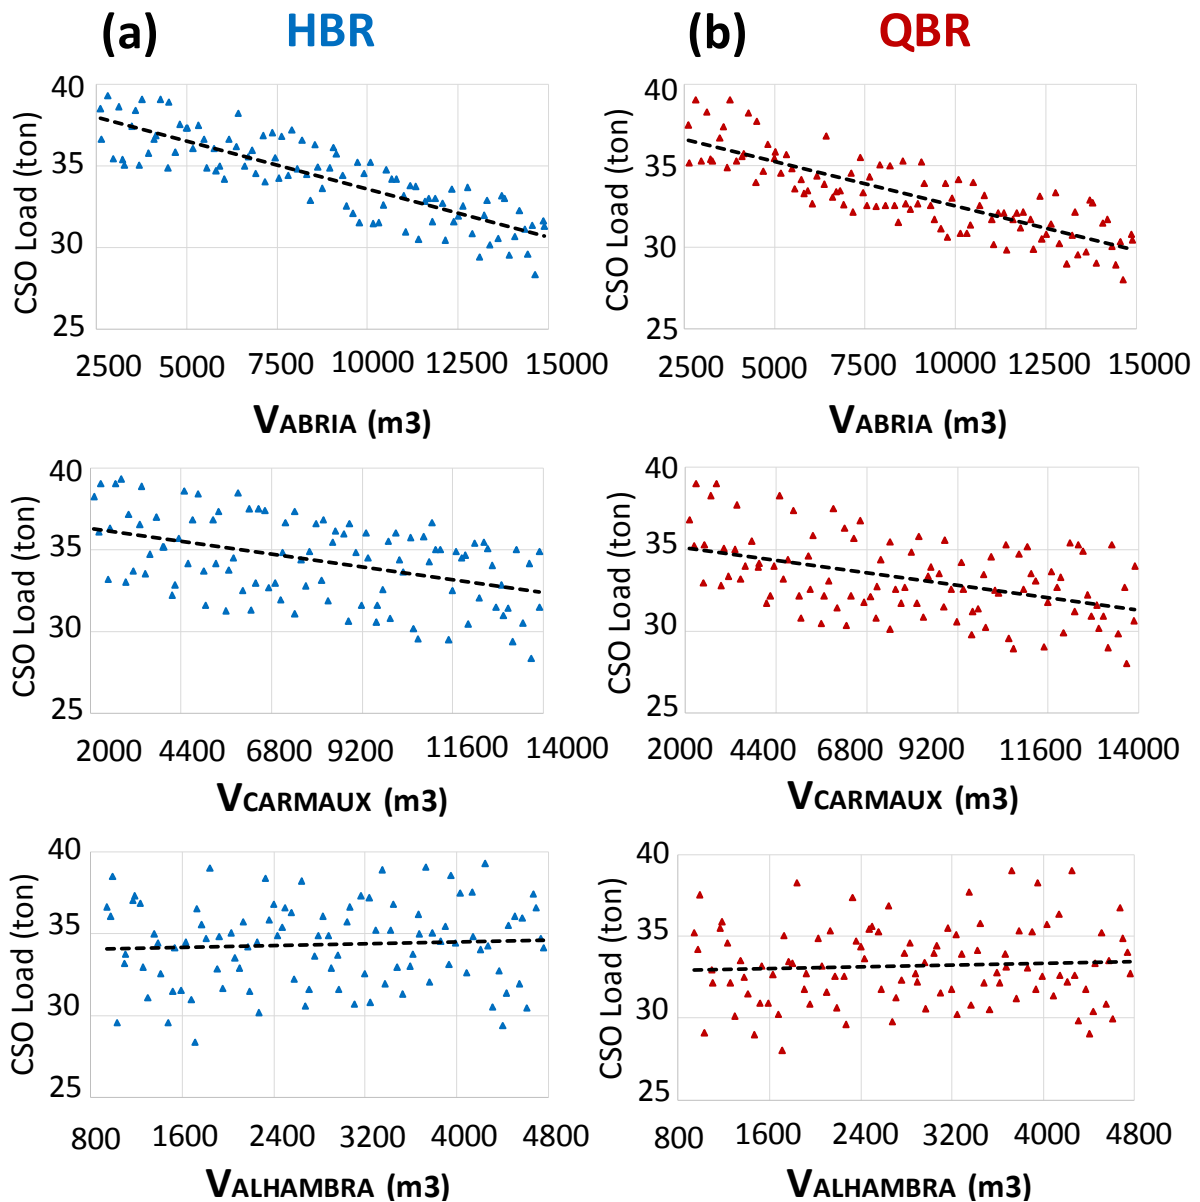 (a) HBR (b) QBR
40
35
30
25
CSO Load (ton)
2500 5000 7500 10000 12500 15000
VABRIA (m3)
40
35
30
25
CSO Load (ton)
2500 5000 7500 10000 12500 15000
VABRIA (m3)
40
35
30
25
CSO Load (ton)
2000 4400 6800 9200 11600 14000
VCARMAUX (m3)
40
35
30
25
CSO Load (ton)
2000 4400 6800 9200 11600 14000
VCARMAUX (m3)
40
35
30
25
CSO Load (ton)
800 1600 2400 3200 4000 4800
VALHAMBRA (m3)
40
35
30
25
CSO Load (ton)
800 1600 2400 3200 4000 4800
VALHAMBRA (m3)